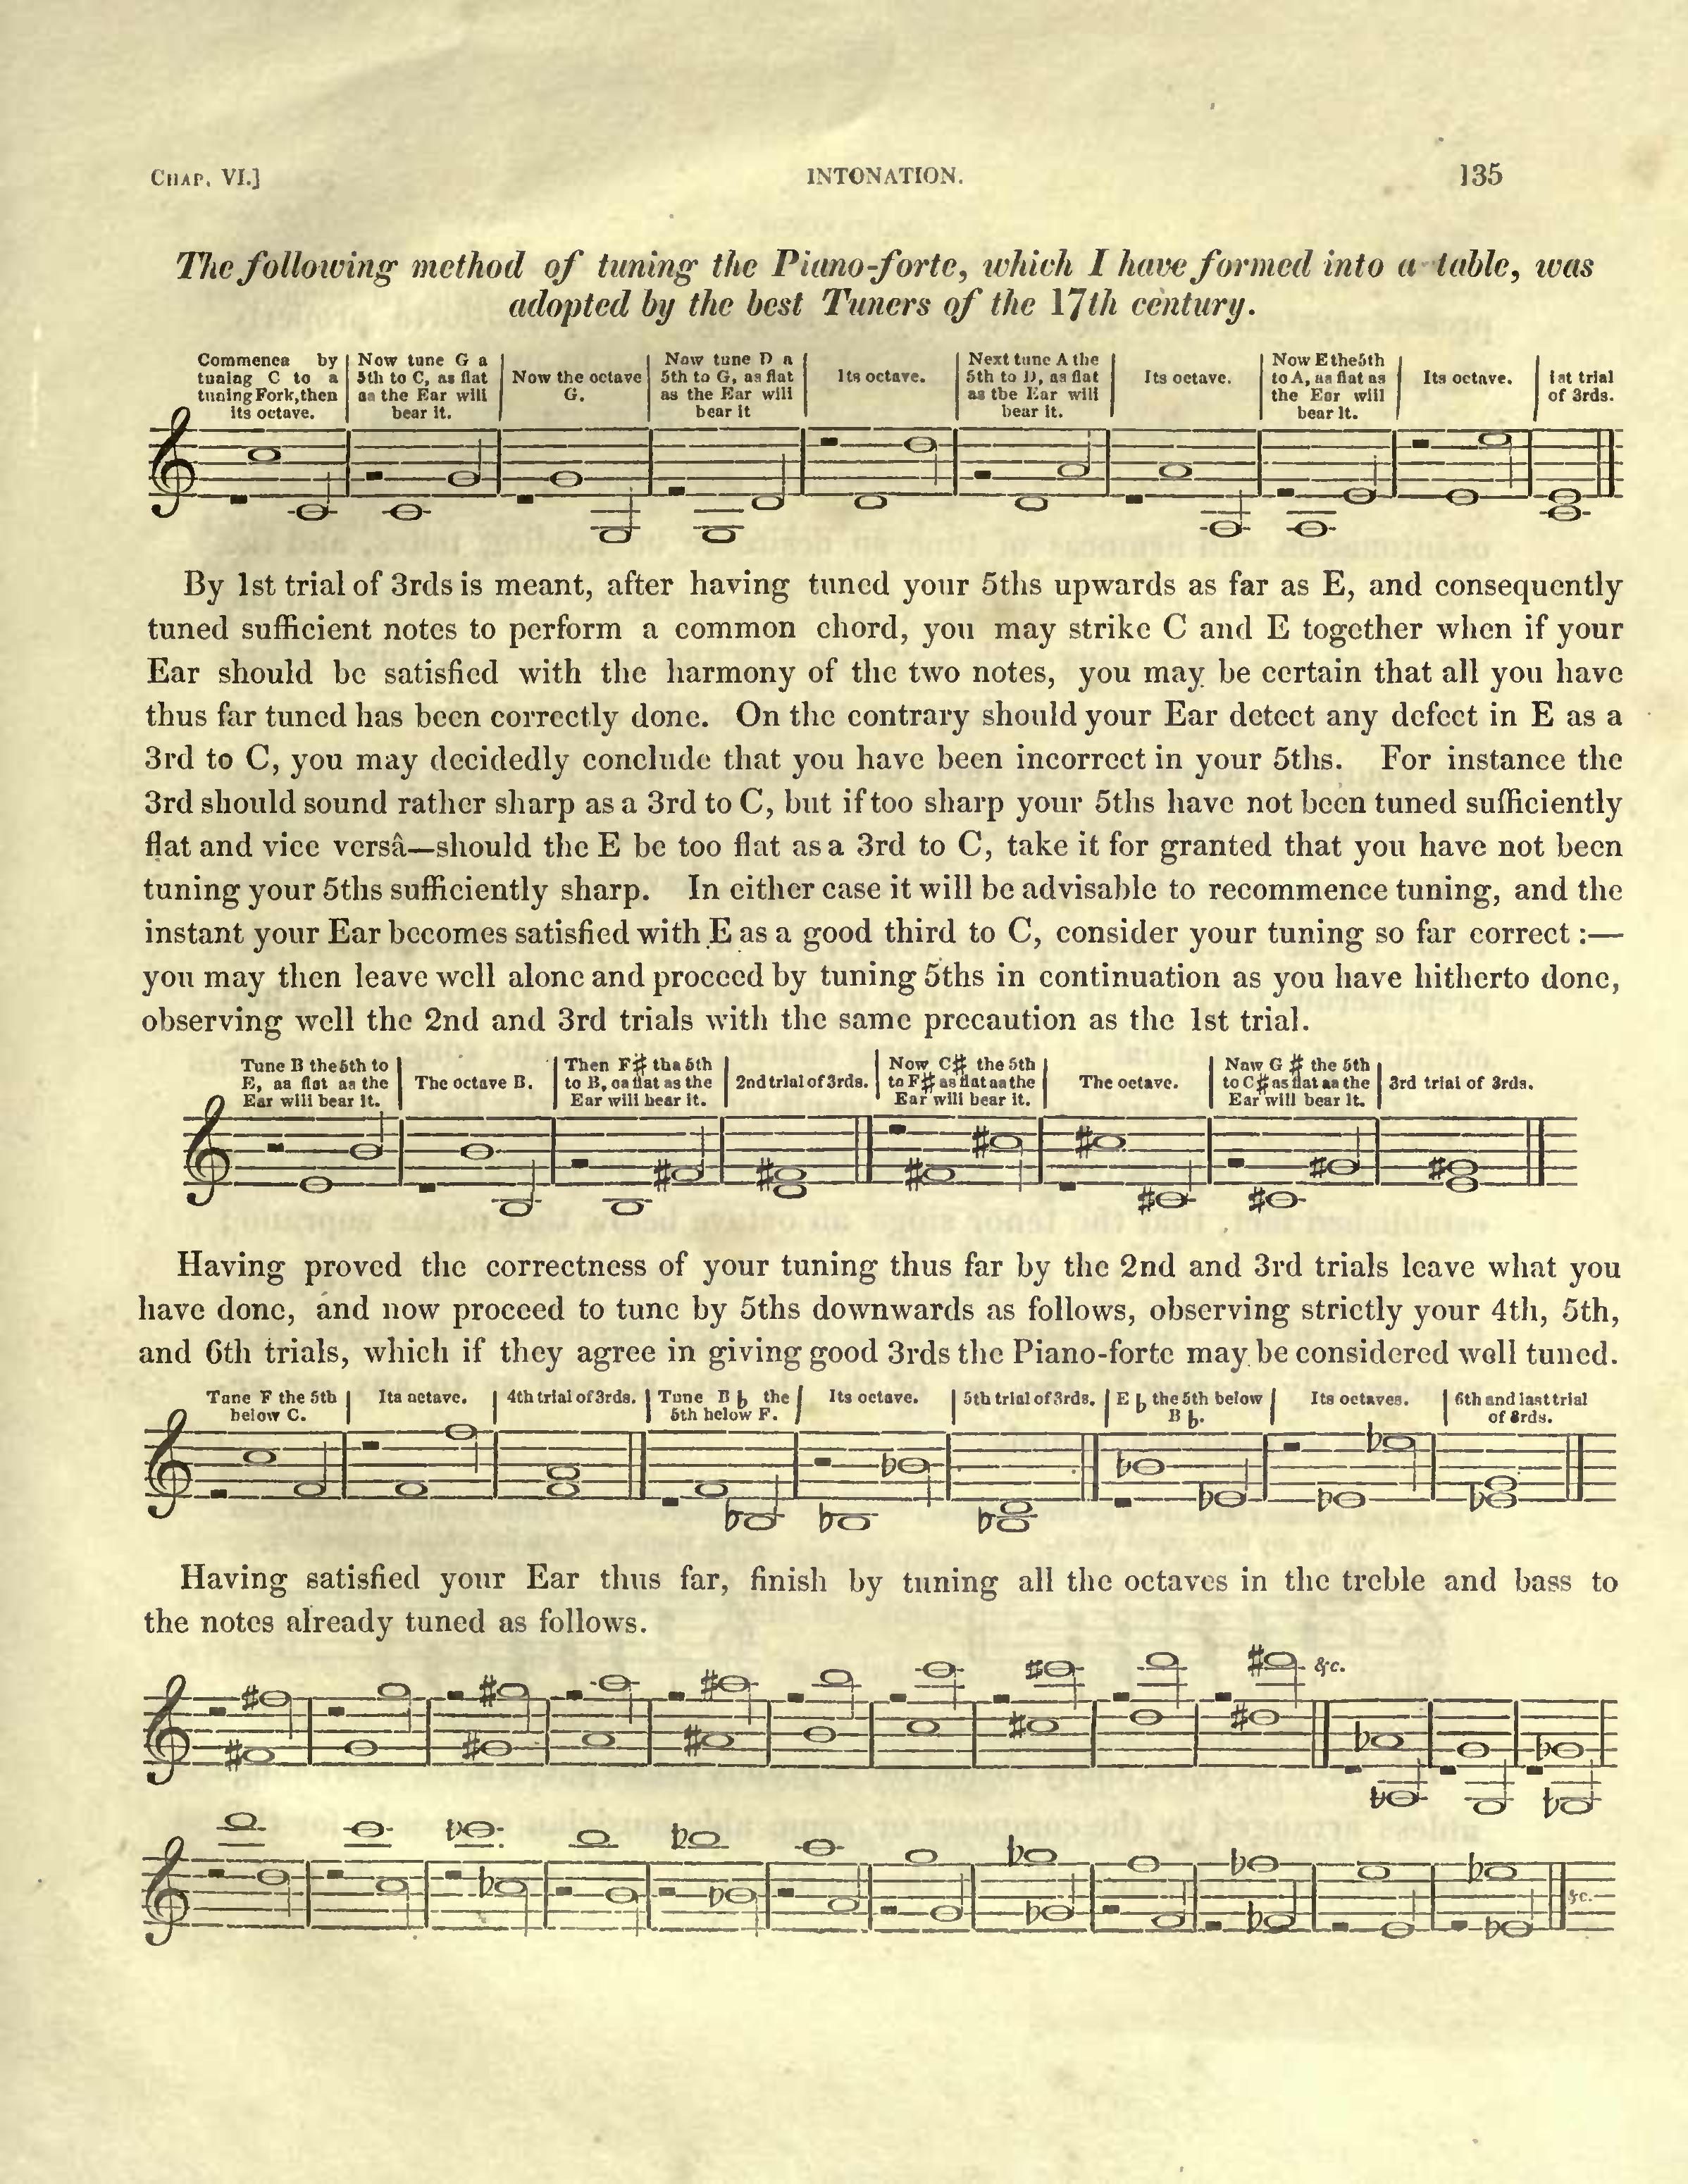 CHAP. VI.] INTONATION. 135
The following method of tuning the Piano-forte, which I have formed into a table, was
adopted by the best Tuners of the 17th century.
Commence by
tuning C to a
tuning Fork, then
its octave.
Now tune G a
5th to C, as flat
as the Ear will
bear it.
Now the octave
G.
Now tune D a
5th to G, as flat
as the Ear will
bear it
Its octave.
Next tune A the
5th to D, as flat
as the Ear will
bear it.
Its octave.
Now E the 5th
to A, as flat as
the Ear will
bear it.
Its octave.
1st trial
of 3rds.
By 1st trial of 3rds is meant, after having tuned your 5ths upwards as far as E, and consequently
tuned sufficient notes to perform a common chord, you may strike C and E together when if your
Ear should be satisfied with the harmony of the two notes, you may be certain that all you have
thus far tuned has been correctly done. On the contrary should your Ear detect any defect in E as a
3rd to C, you may decidedly conclude that you have been incorrect in your 5ths. For instance the
3rd should sound rather sharp as a 3rd to C, but if too sharp your 5ths have not been tuned sufficiently
flat and vice versâ—should the E be too flat as a 3rd to C, take it for granted that you have not been
tuning your 5ths sufficiently sharp. In either case it will be advisable to recommence tuning, and the
instant your Ear becomes satisfied with E as a good third to C, consider your tuning so far correct :—
you may then leave well alone and proceed by tuning 5ths in continuation as you have hitherto done,
observing well the 2nd and 3rd trials with the same precaution as the 1st trial.
Tune B the 5th to
E, as flat as the
Ear will bear it.
The octave B.
Then F♯ the 5th
to B, as flat as the
Ear will bear it.
2nd trial of 3rds.
Now C♯ the 5th
to F♯ as flat as the
Ear will bear it.
The octave.
Now G♯ the 5th
to C♯ as flat as the
Ear will bear it.
3rd trial of 3rds.
Having proved the correctness of your tuning thus far by the 2nd and 3rd trials leave what you
have done, and now proceed to tune by 5ths downwards as follows, observing strictly your 4th, 5th,
and 6th trials, which if they agree in giving good 3rds the Piano-forte may be considered well tuned.
Tune F the 5th
below C.
Its octave.
4th trial of 3rds.
Tune B♭ the
5th below F.
Its octave.
5th trial of 3rds.
E♭ the 5th below
B♭.
Its octaves.
6th and last trial
of 3rds.
Having satisfied your Ear thus far, finish by tuning all the octaves in the treble and bass to
the notes already tuned as follows.
&c.
&c.